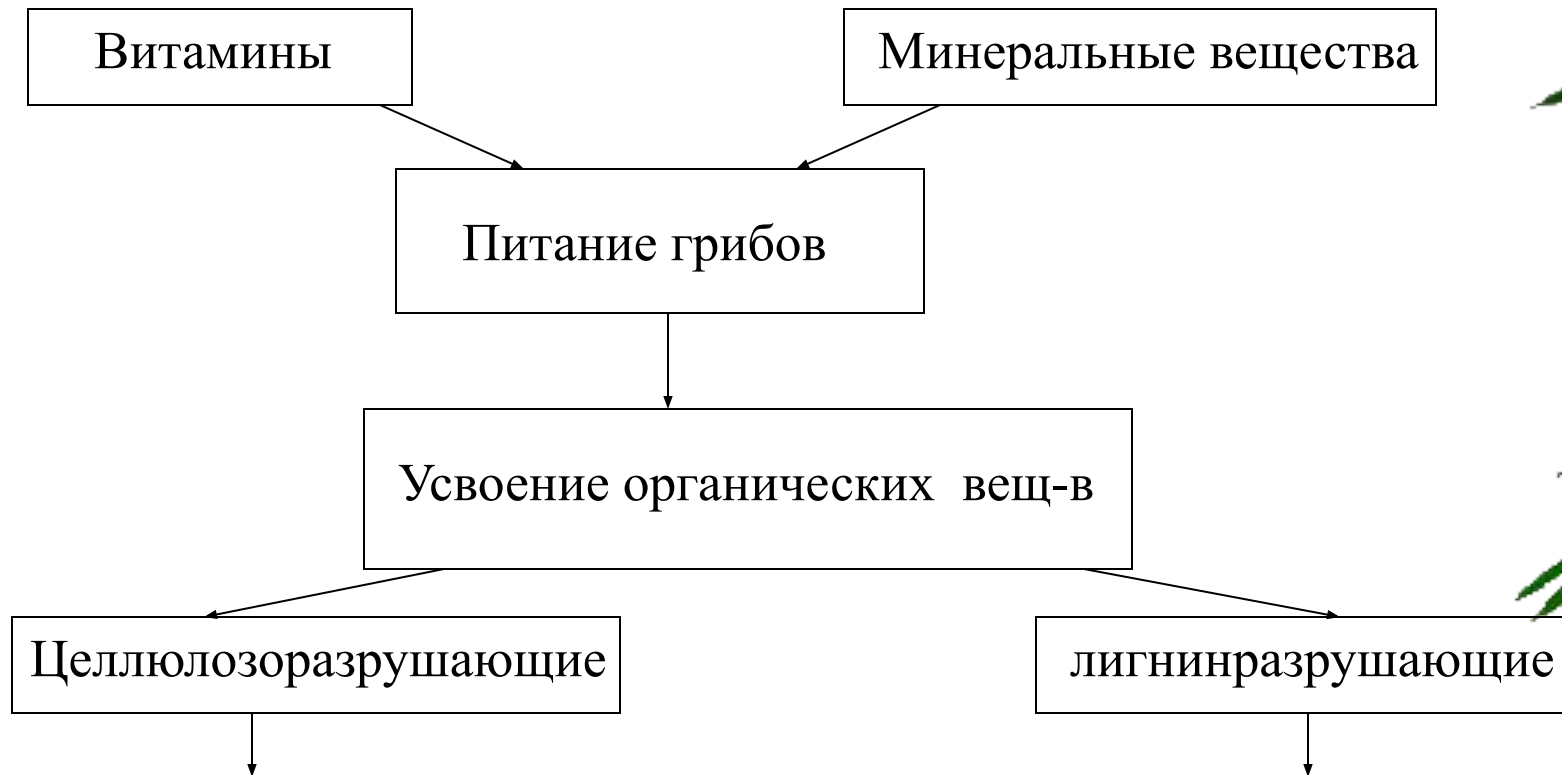 Витамины
Минеральные вещества
Питание грибов
Усвоение органических вещ-в
Целлюлозоразрушающие
лигнинразрушающие